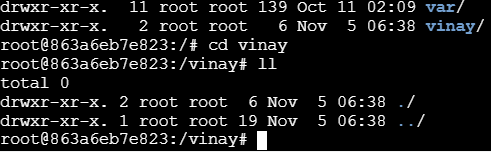 drwxr-xr-x.  11 root root 139 Oct 11 02:09 var/
drwxr-xr-x.   2 root root   6 Nov  5 06:38 vinay/
root@863a6eb7e823:/# cd vinay
root@863a6eb7e823:/vinay# ll
total 0
drwxr-xr-x. 2 root root  6 Nov  5 06:38 ./
drwxr-xr-x. 1 root root 19 Nov  5 06:38 ../
root@863a6eb7e823:/vinay#